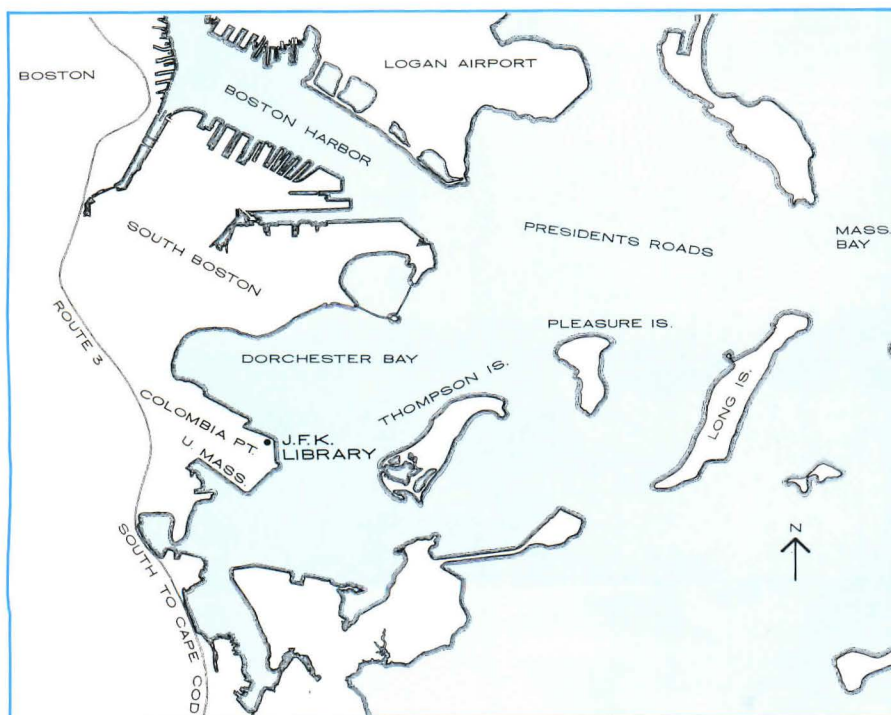 BOSTON
LOGAN AIRPORT
BOSTON HARBOR
SOUTH BOSTON
PRESIDENTS ROADS
MASS.
BAY
ROUTE 3
PLEASURE IS.
DORCHESTER BAY
THOMPSON IS.
LONG IS.
COLOMBIA PT.
U. MASS.
J.F.K.
LIBRARY
N
SOUTH TO CAPE COD